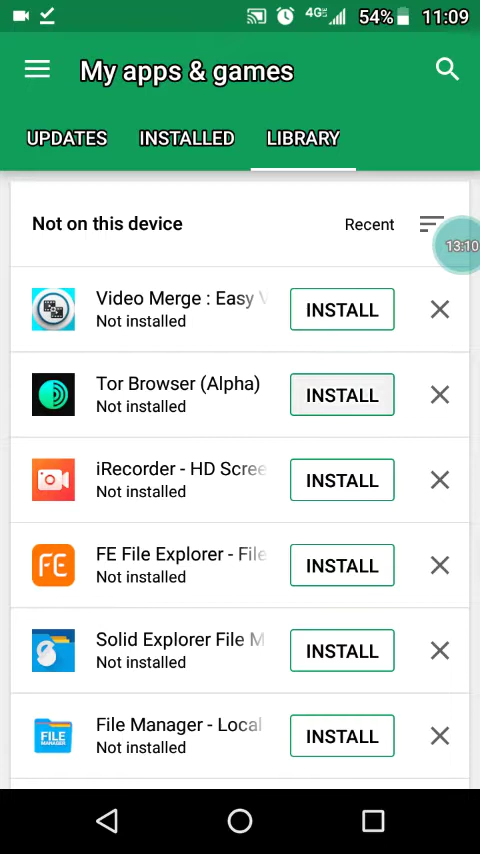 4G 54% 11:09
My apps & games
UPDATES INSTALLED LIBRARY
Not on this device Recent
13:10
Video Merge : Easy V
Not installed
INSTALL
Tor Browser (Alpha)
Not installed
INSTALL
iRecorder - HD Scree
Not installed
INSTALL
FE
FE File Explorer - File
Not installed
INSTALL
Solid Explorer File M
Not installed
INSTALL
FILE
MANAGER
File Manager - Local
Not installed
INSTALL